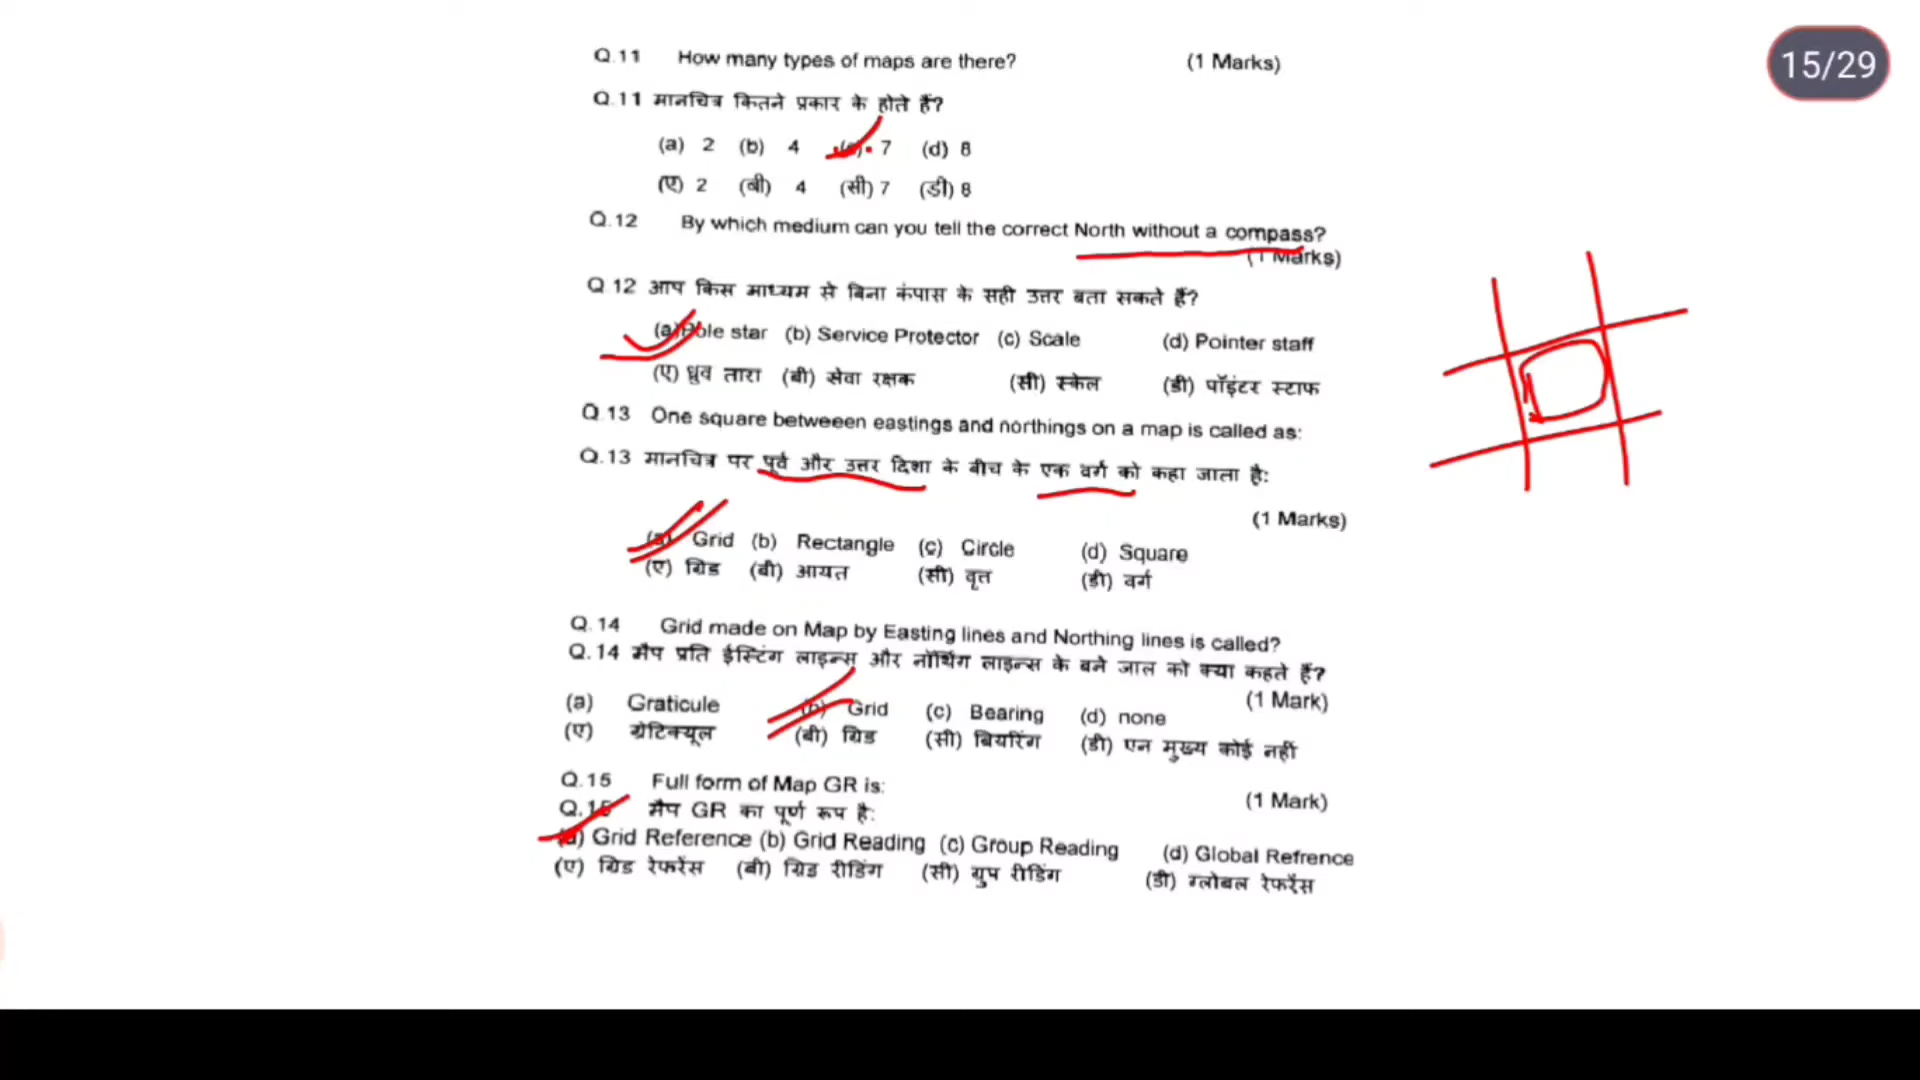 15/29
Q.11 How many types of maps are there? (1 Marks)
Q.11 मानचित्र कितने प्रकार के होते हैं?
(a) 2 (b) 4 (c) 7 (d) 8
(ए) 2 (बी) 4 (सी) 7 (डी) 8
Q.12 By which medium can you tell the correct North without a compass?
(1 Marks)
Q.12 आप किस माध्यम से बिना कंपास के सही उत्तर बता सकते हैं?
(a) Pole star (b) Service Protector (c) Scale (d) Pointer staff
(ए) ध्रुव तारा (बी) सेवा रक्षक (सी) स्केल (डी) पॉइंटर स्टाफ
Q.13 One square betweeen eastings and northings on a map is called as:
Q.13 मानचित्र पर पूर्व और उत्तर दिशा के बीच के एक वर्ग को कहा जाता है:
(1 Marks)
(a) Grid (b) Rectangle (c) Circle (d) Square
(ए) ग्रिड (बी) आयत (सी) वृत्त (डी) वर्ग
Q.14 Grid made on Map by Easting lines and Northing lines is called?
Q.14 मैप प्रति ईस्टिंग लाइन्स और नॉर्थिंग लाइन्स के बने जाल को क्या कहते हैं?
(1 Mark)
(a) Graticule (b) Grid (c) Bearing (d) none
(ए) ग्रेटिक्यूल (बी) ग्रिड (सी) बियरिंग (डी) एन मुख्य कोई नहीं
Q.15 Full form of Map GR is:
(1 Mark)
Q.15 मैप GR का पूर्ण रूप है:
(a) Grid Reference (b) Grid Reading (c) Group Reading (d) Global Refrence
(ए) ग्रिड रेफरेंस (बी) ग्रिड रीडिंग (सी) ग्रुप रीडिंग (डी) ग्लोबल रेफरेंस